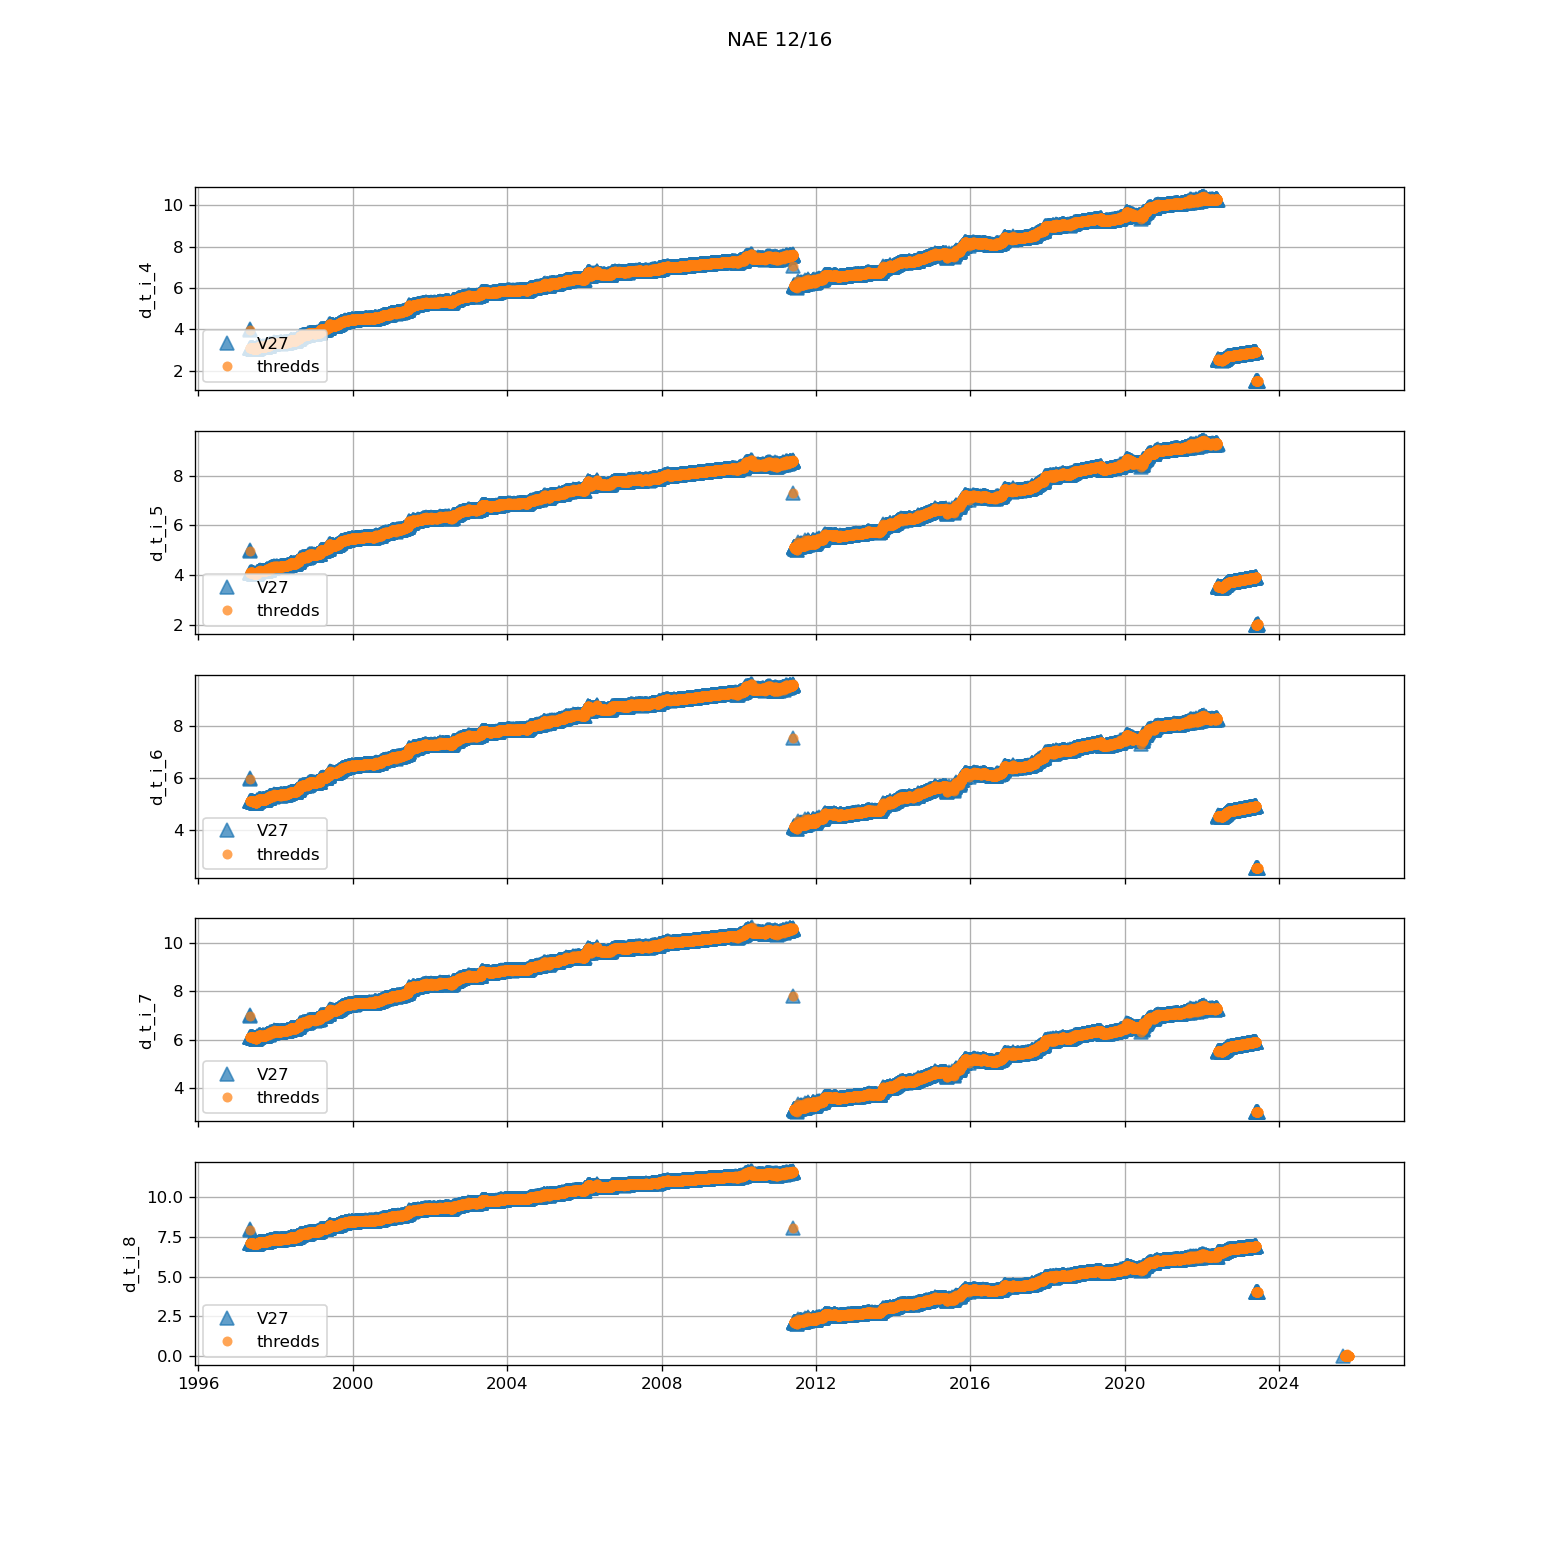 NAE 12/16
10
8
6
4
2
d_t_i_4
V27
thredds
8
6
4
2
d_t_i_5
V27
thredds
8
6
4
d_t_i_6
V27
thredds
10
8
6
4
d_t_i_7
V27
thredds
10.0
7.5
5.0
2.5
0.0
d_t_i_8
V27
thredds
1996 2000 2004 2008 2012 2016 2020 2024